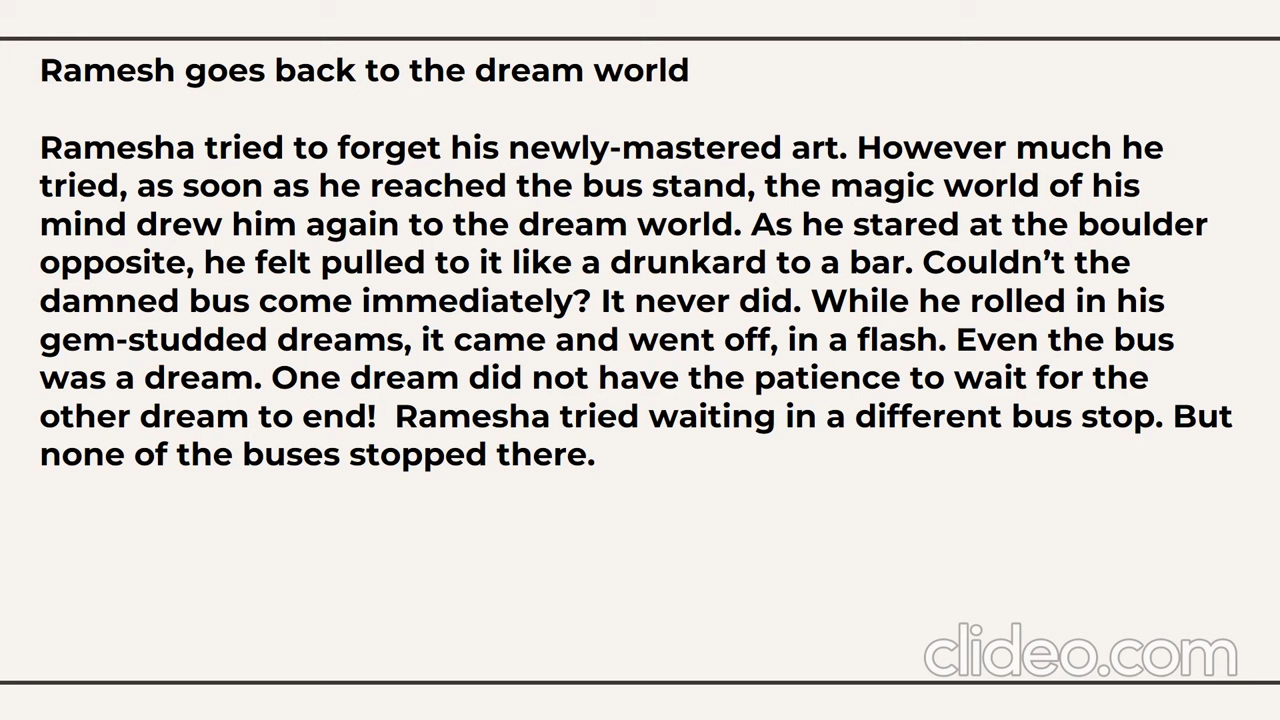 Ramesh goes back to the dream world
Ramesha tried to forget his newly-mastered art. However much he
tried, as soon as he reached the bus stand, the magic world of his
mind drew him again to the dream world. As he stared at the boulder
opposite, he felt pulled to it like a drunkard to a bar. Couldn’t the
damned bus come immediately? It never did. While he rolled in his
gem-studded dreams, it came and went off, in a flash. Even the bus
was a dream. One dream did not have the patience to wait for the
other dream to end!  Ramesha tried waiting in a different bus stop. But
none of the buses stopped there.
clideo.com